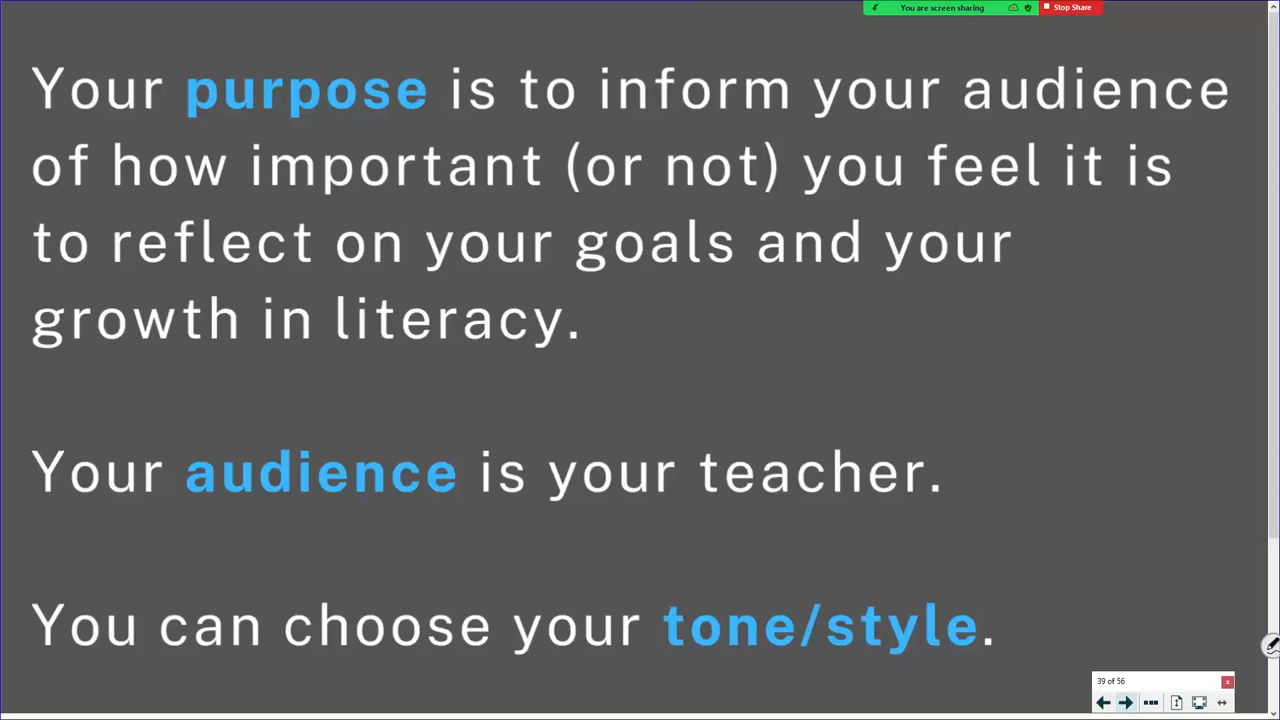 You are screen sharing
Stop Share
Your purpose is to inform your audience
of how important (or not) you feel it is
to reflect on your goals and your
growth in literacy.
Your audience is your teacher.
You can choose your tone/style.
39 of 56
x